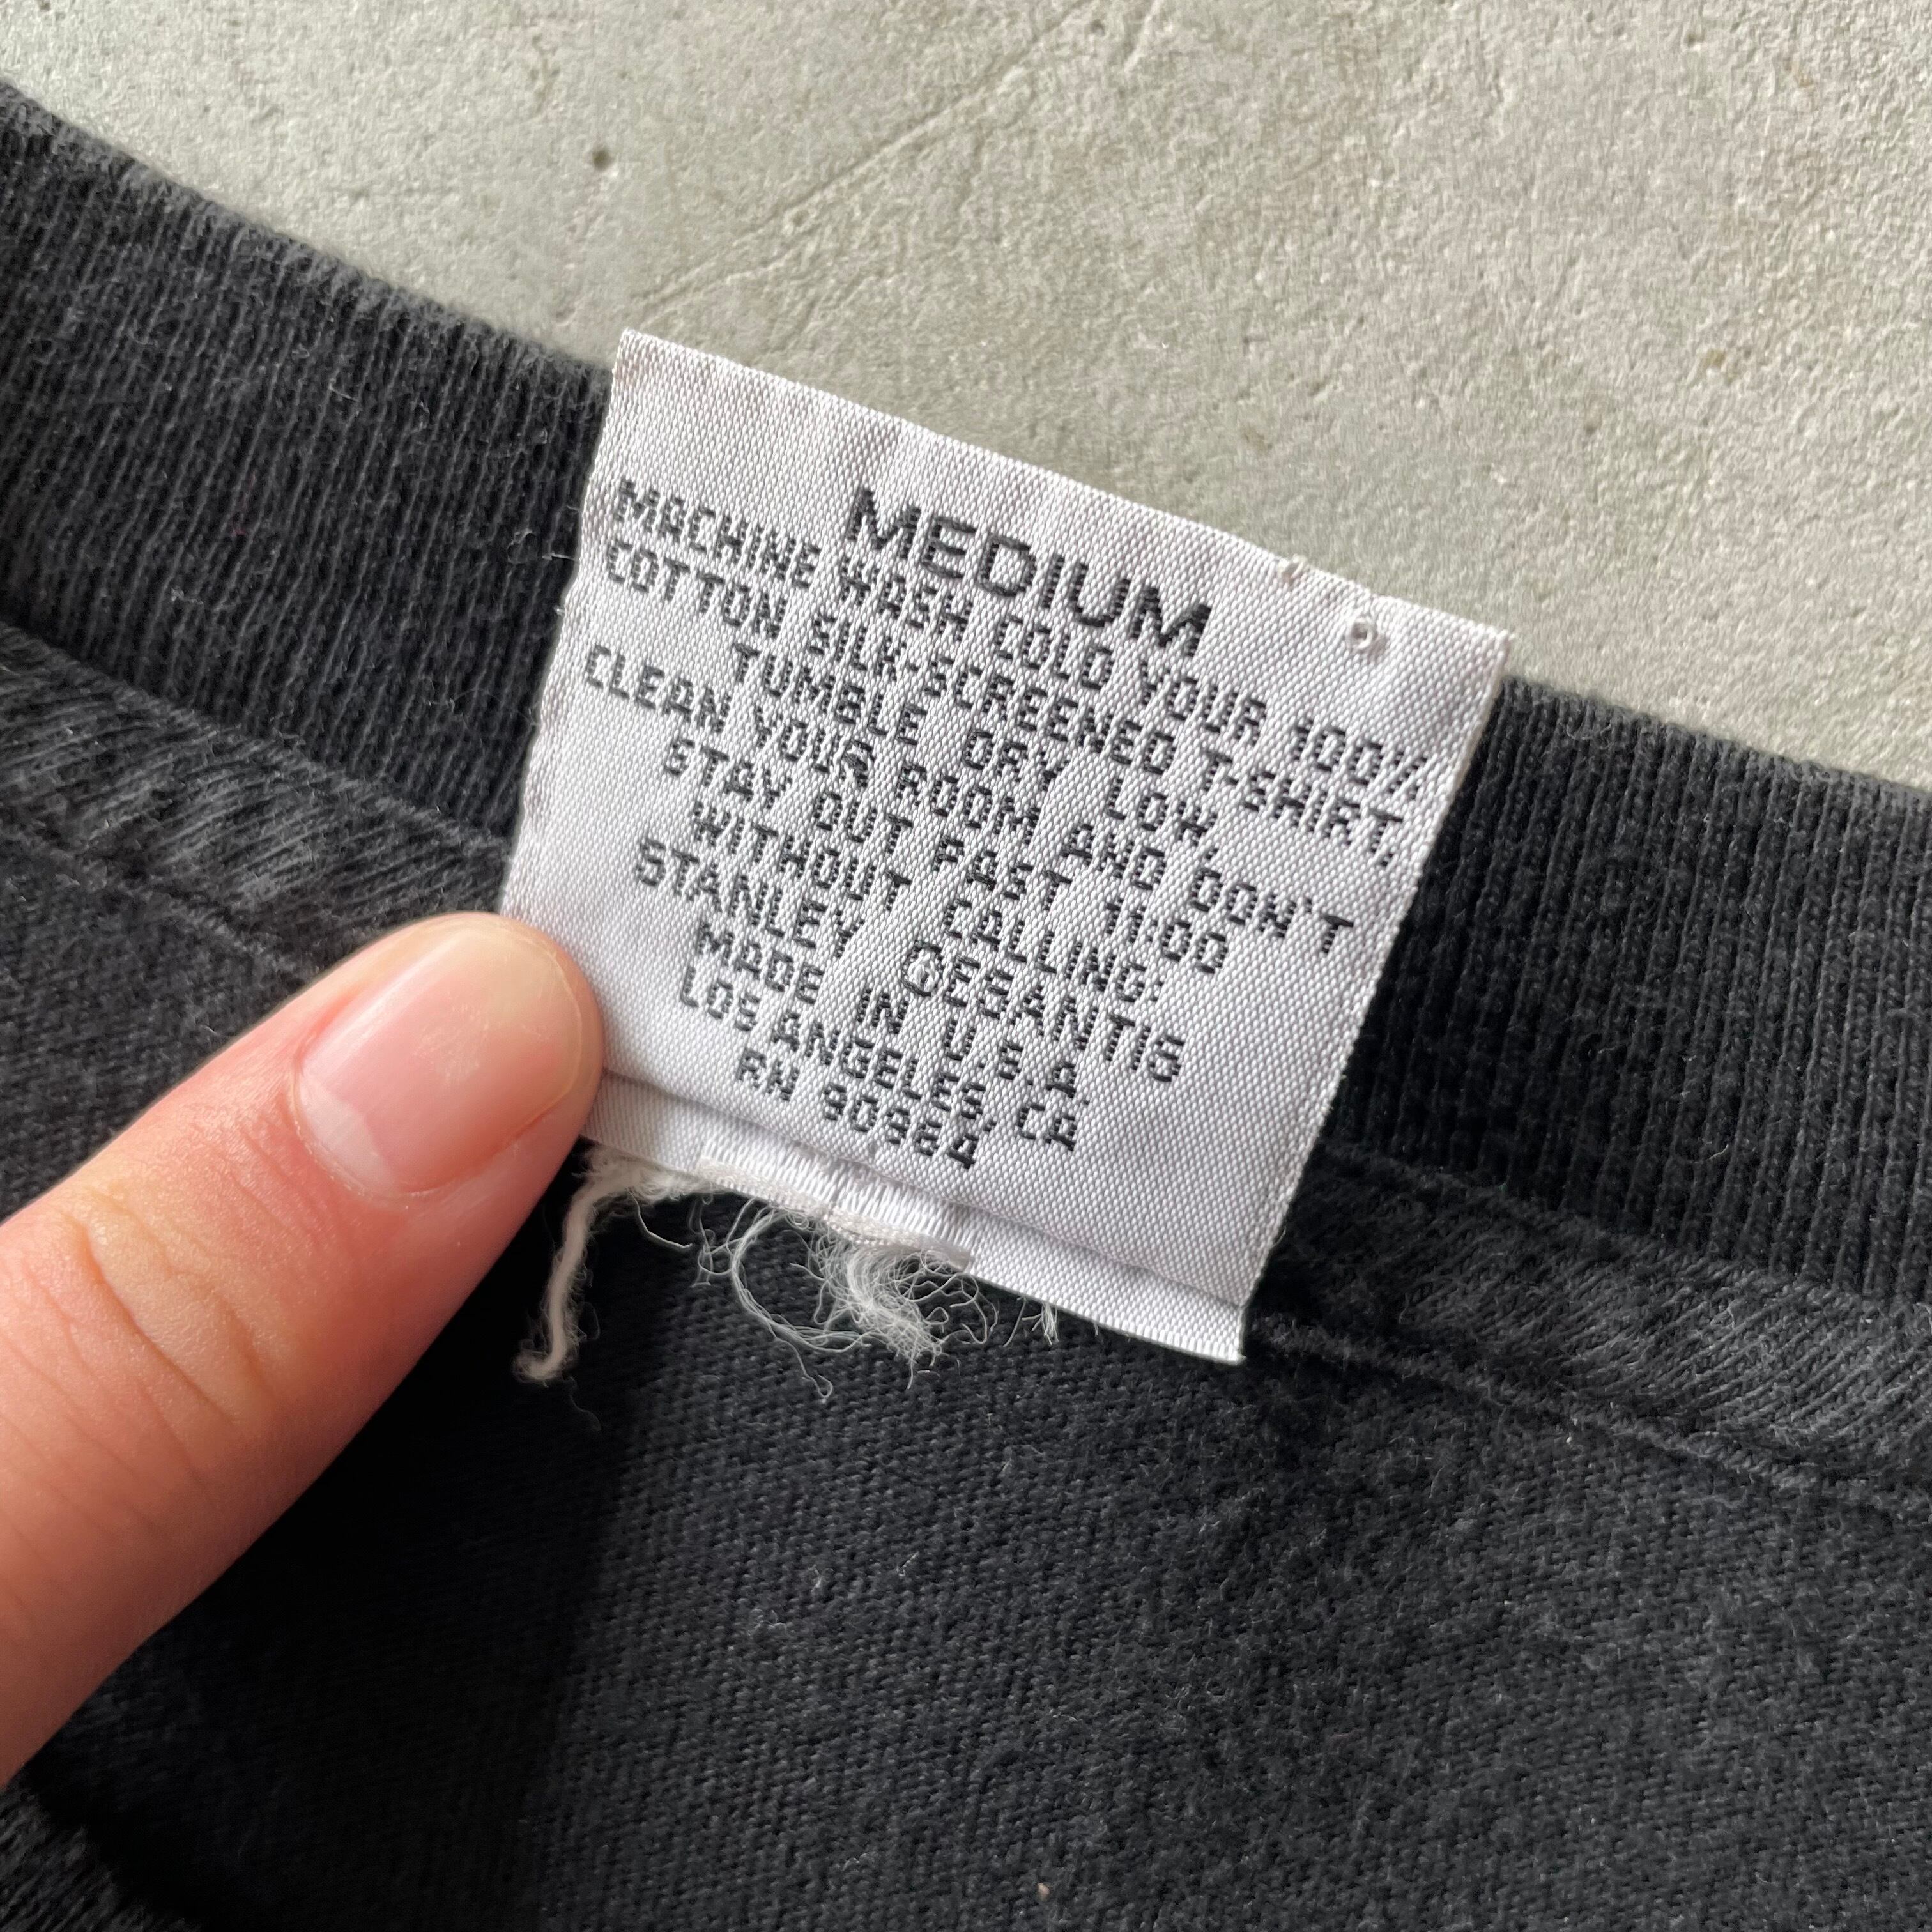 MEDIUM
MACHINE WASH COLD YOUR 100%
COTTON SILK-SCREENED T-SHIRT,
TUMBLE DRY LOW,
CLEAN YOUR ROOM AND DON'T
STAY OUT PAST 11:00
WITHOUT CALLING:
STANLEY DESANTIS
MADE IN U.S.A.
LOS ANGELES, CA
RN 90964